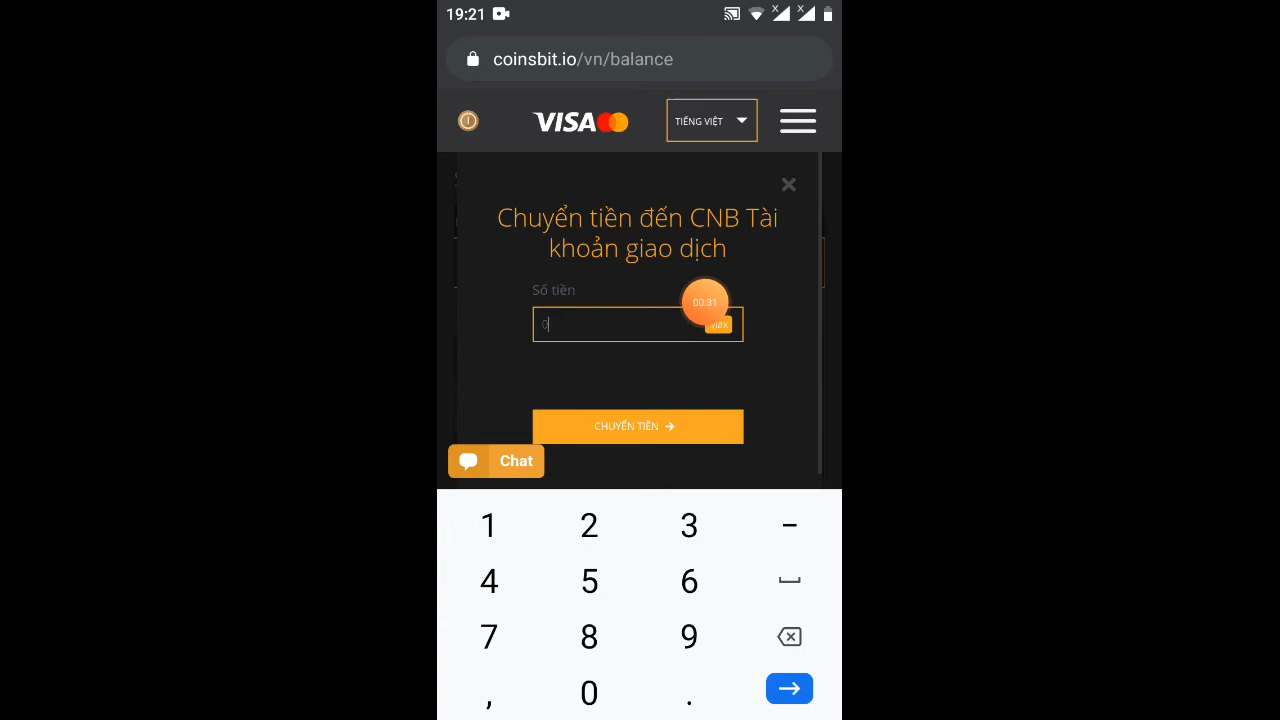 19:21
coinsbit.io/vn/balance
VISA
TIẾNG VIỆT
Chuyển tiền đến CNB Tài
khoản giao dịch
Số tiền
00:31
0
Max
CHUYỂN TIỀN
Chat
1 2 3 -
4 5 6
7 8 9
, 0 .